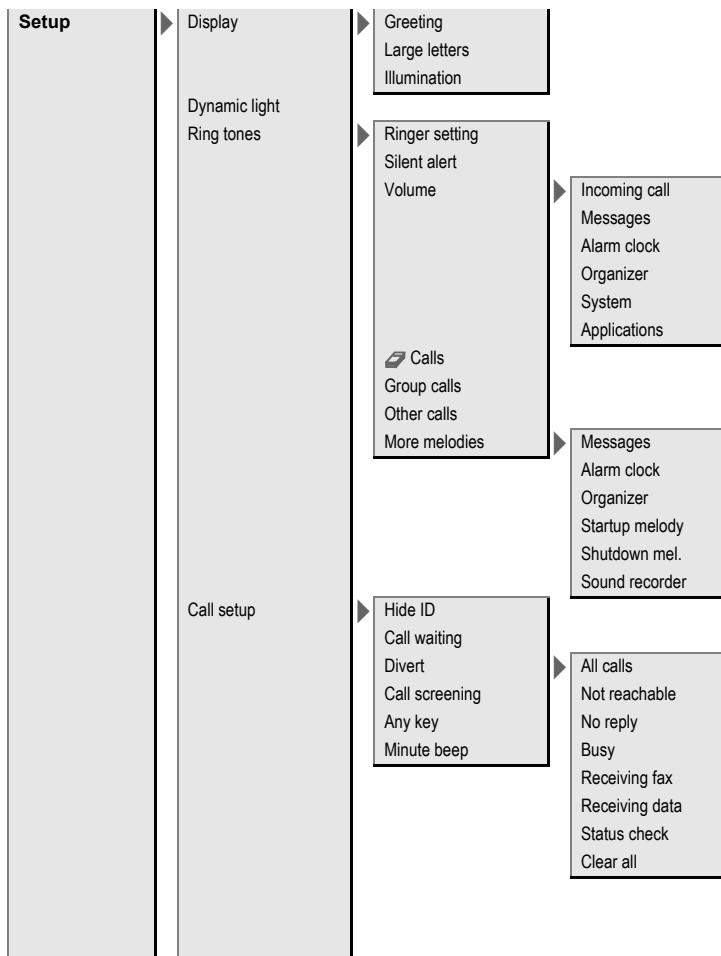 Setup
Display
Greeting
Large letters
Illumination
Dynamic light
Ring tones
Ringer setting
Silent alert
Volume
Incoming call
Messages
Alarm clock
Organizer
System
Applications
Calls
Group calls
Other calls
More melodies
Messages
Alarm clock
Organizer
Startup melody
Shutdown mel.
Sound recorder
Call setup
Hide ID
Call waiting
Divert
All calls
Call screening
Not reachable
Any key
No reply
Minute beep
Busy
Receiving fax
Receiving data
Status check
Clear all